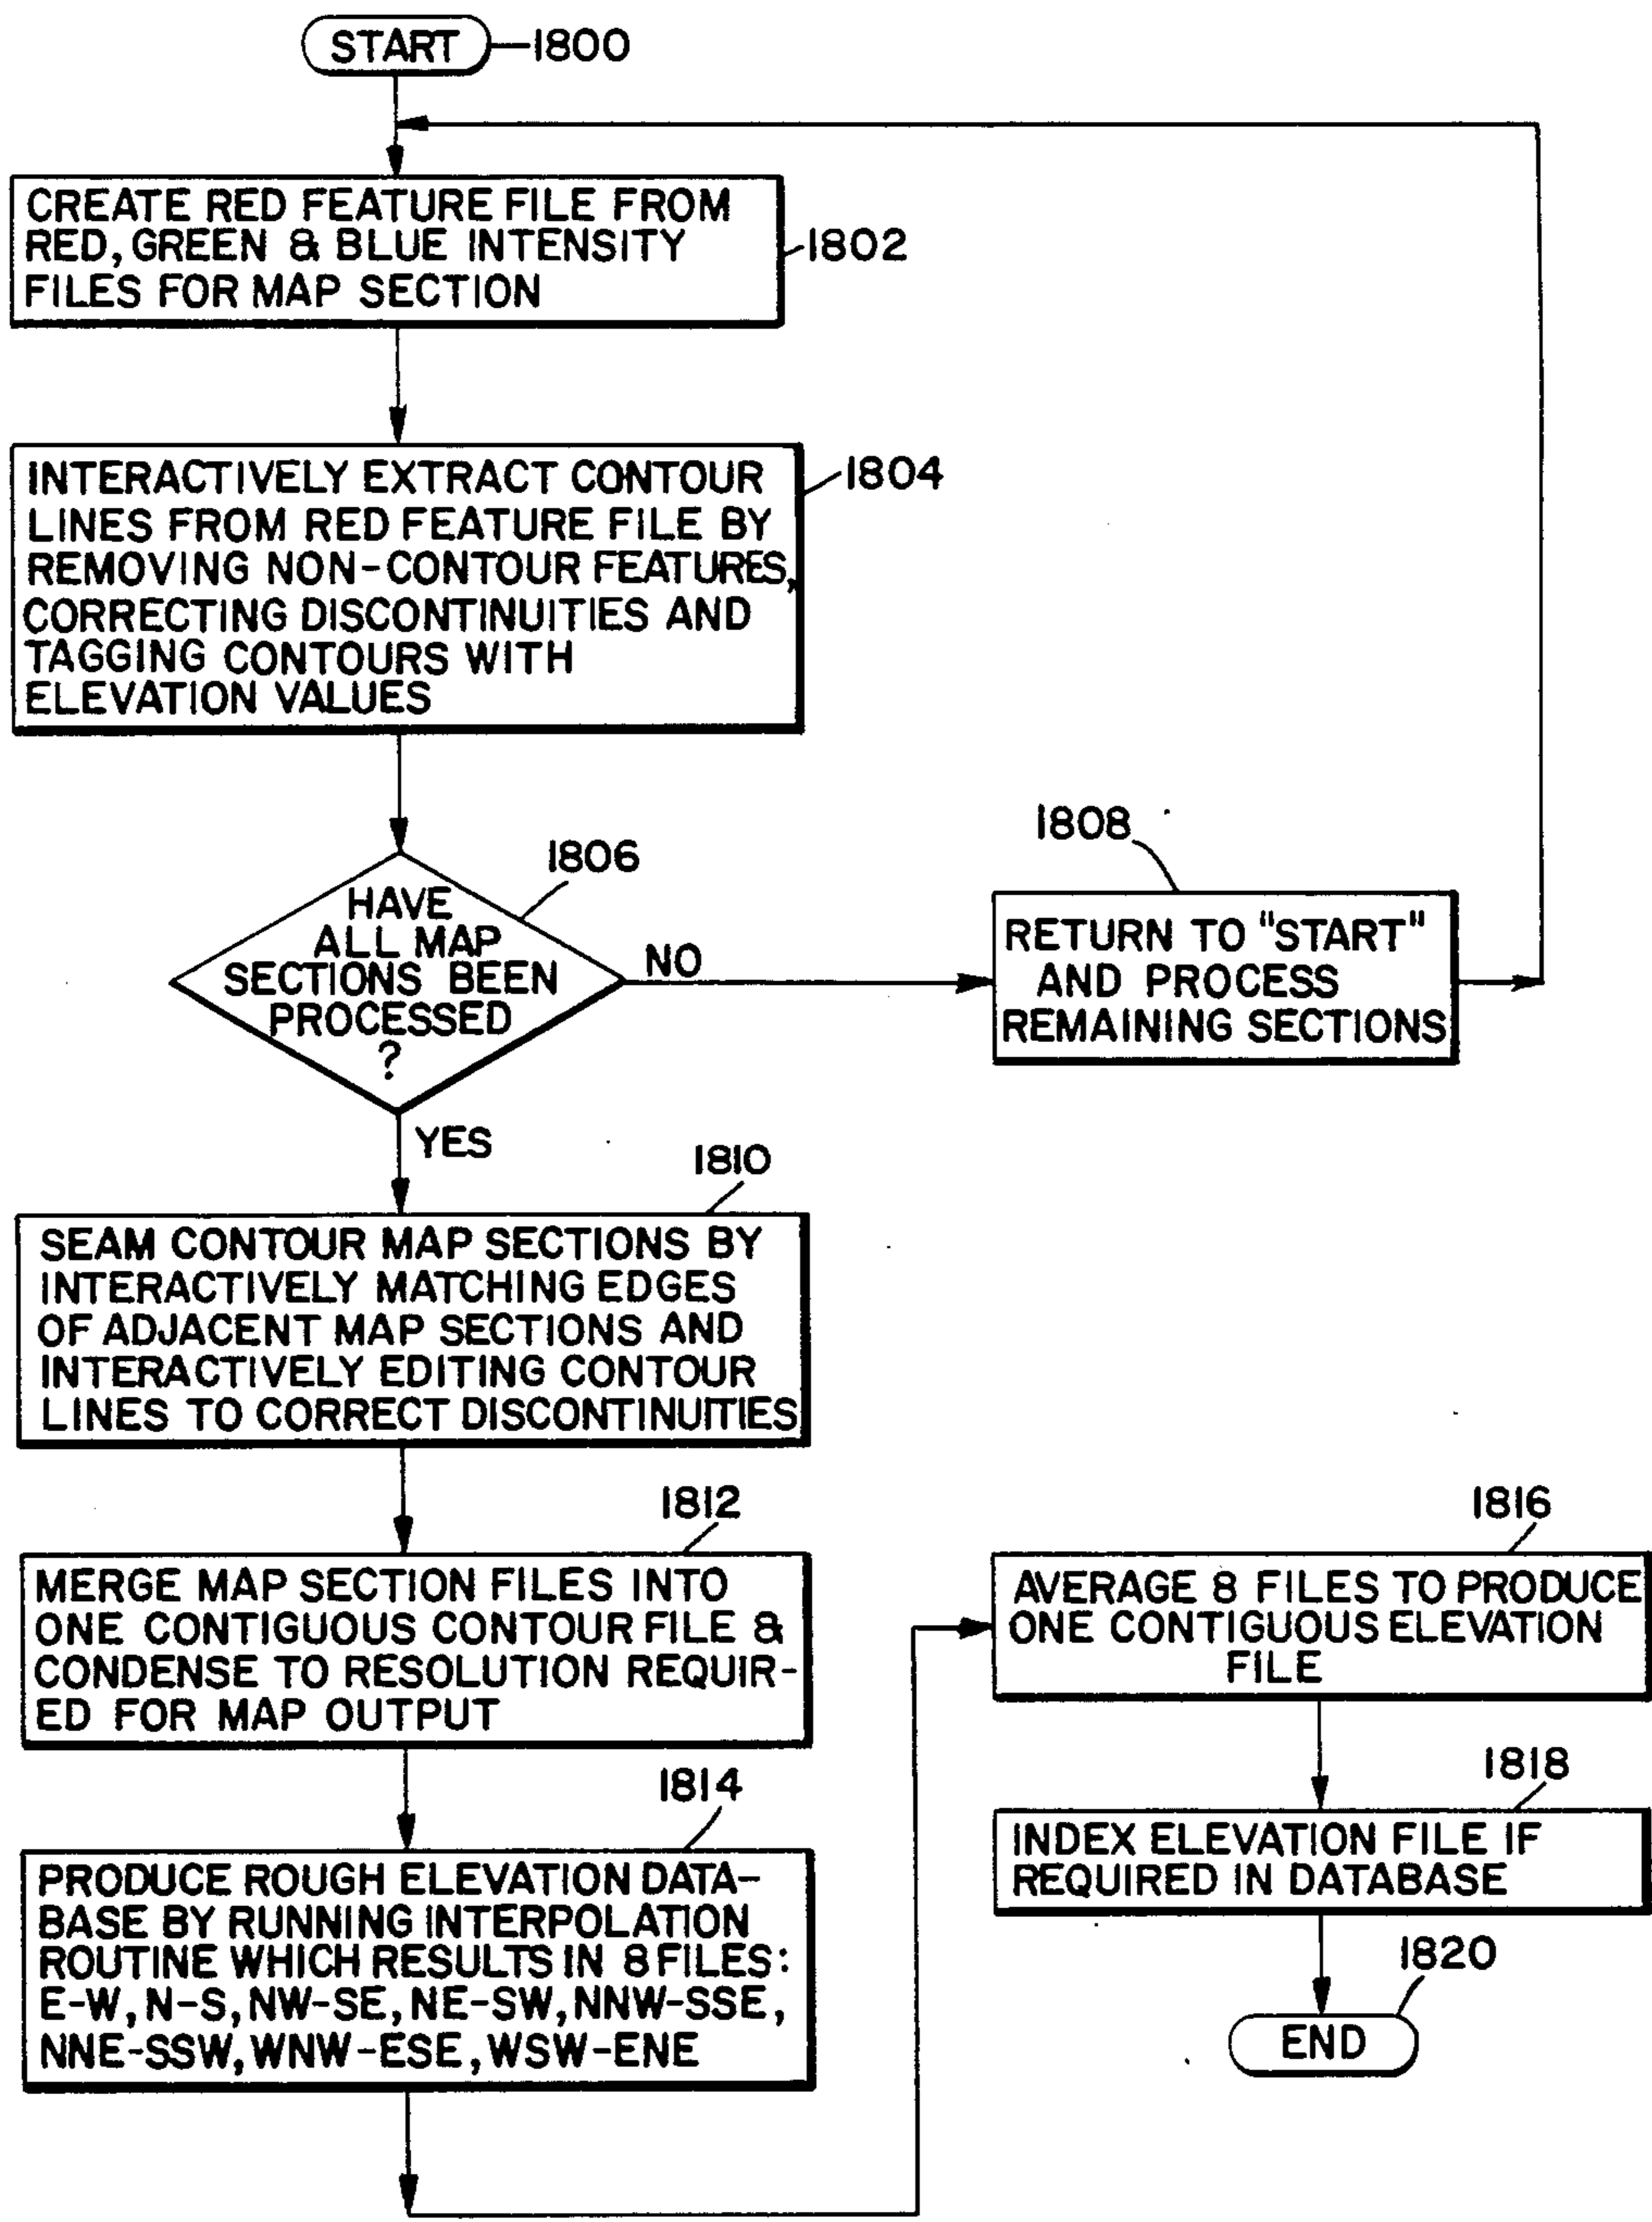 START
1800
CREATE RED FEATURE FILE FROM
RED, GREEN & BLUE INTENSITY
FILES FOR MAP SECTION
1802
INTERACTIVELY EXTRACT CONTOUR
LINES FROM RED FEATURE FILE BY
REMOVING NON-CONTOUR FEATURES,
CORRECTING DISCONTINUITIES AND
TAGGING CONTOURS WITH
ELEVATION VALUES
1804
HAVE
ALL MAP
SECTIONS BEEN
PROCESSED
?
1806
NO
1808
RETURN TO "START"
AND PROCESS
REMAINING SECTIONS
YES
1810
SEAM CONTOUR MAP SECTIONS BY
INTERACTIVELY MATCHING EDGES
OF ADJACENT MAP SECTIONS AND
INTERACTIVELY EDITING CONTOUR
LINES TO CORRECT DISCONTINUITIES
1812
MERGE MAP SECTION FILES INTO
ONE CONTIGUOUS CONTOUR FILE &
CONDENSE TO RESOLUTION REQUIR-
ED FOR MAP OUTPUT
1814
PRODUCE ROUGH ELEVATION DATA-
BASE BY RUNNING INTERPOLATION
ROUTINE WHICH RESULTS IN 8 FILES:
E-W, N-S, NW-SE, NE-SW, NNW-SSE,
NNE-SSW, WNW-ESE, WSW-ENE
1816
AVERAGE 8 FILES TO PRODUCE
ONE CONTIGUOUS ELEVATION
FILE
1818
INDEX ELEVATION FILE IF
REQUIRED IN DATABASE
1820
END